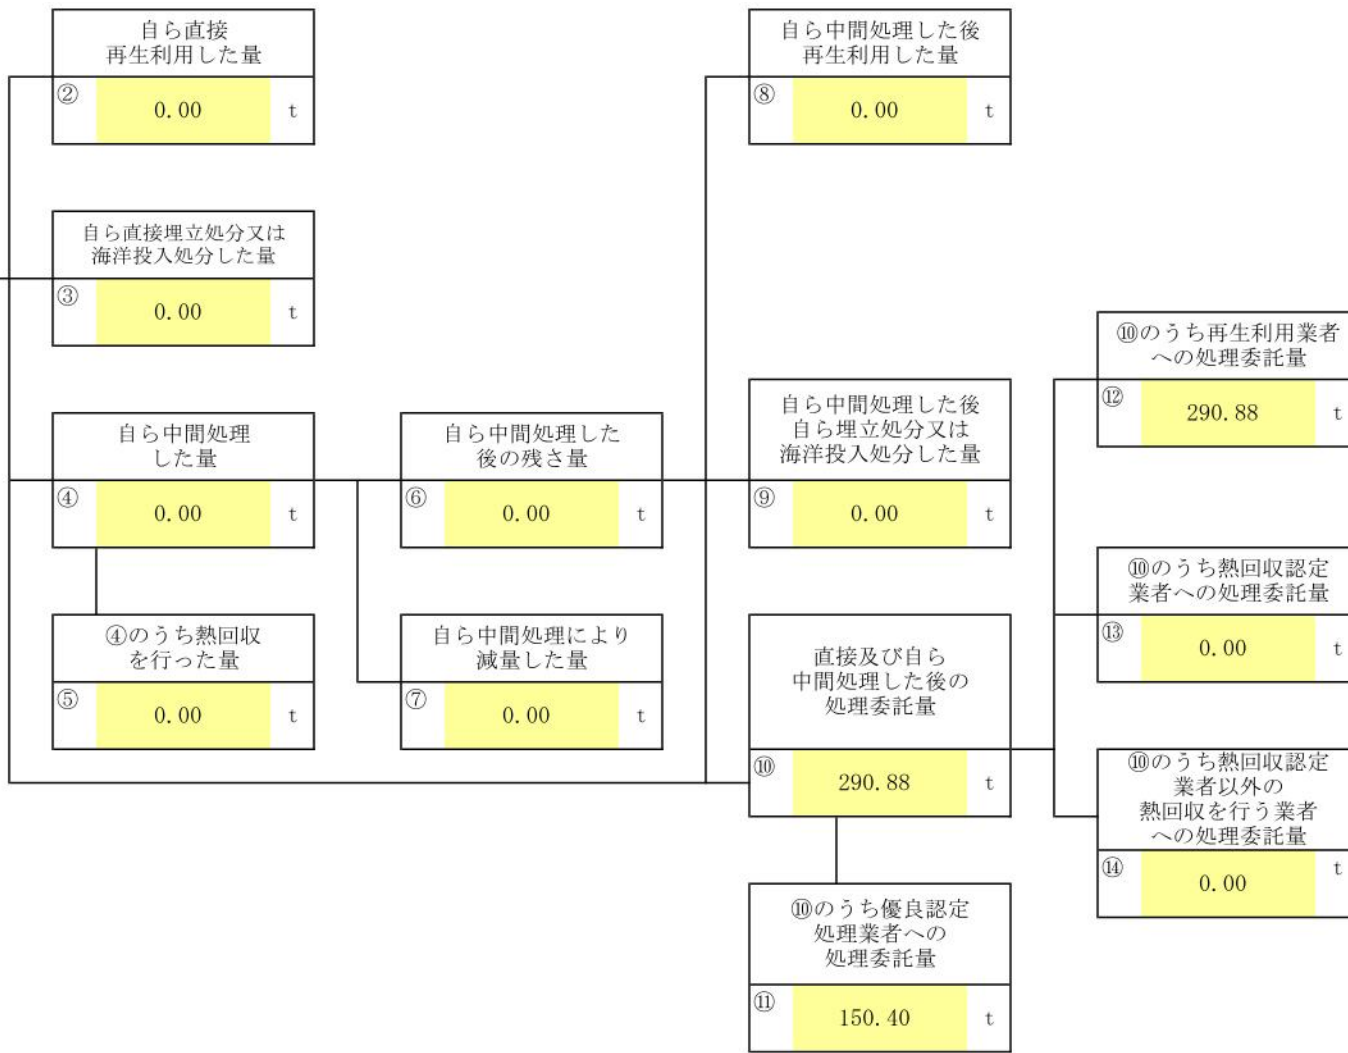 自ら直接
再生利用した量
② 0.00 t
自ら直接埋立処分又は
海洋投入処分した量
③ 0.00 t
自ら中間処理
した量
④ 0.00 t
④のうち熱回収
を行った量
⑤ 0.00 t
自ら中間処理した
後の残さ量
⑥ 0.00 t
自ら中間処理により
減量した量
⑦ 0.00 t
自ら中間処理した後
再生利用した量
⑧ 0.00 t
自ら中間処理した後
自ら埋立処分又は
海洋投入処分した量
⑨ 0.00 t
直接及び自ら
中間処理した後の
処理委託量
⑩ 290.88 t
⑩のうち優良認定
処理業者への
処理委託量
⑪ 150.40 t
⑩のうち再生利用業者
への処理委託量
⑫ 290.88 t
⑩のうち熱回収認定
業者への処理委託量
⑬ 0.00 t
⑩のうち熱回収認定
業者以外の
熱回収を行う業者
への処理委託量
⑭ 0.00 t